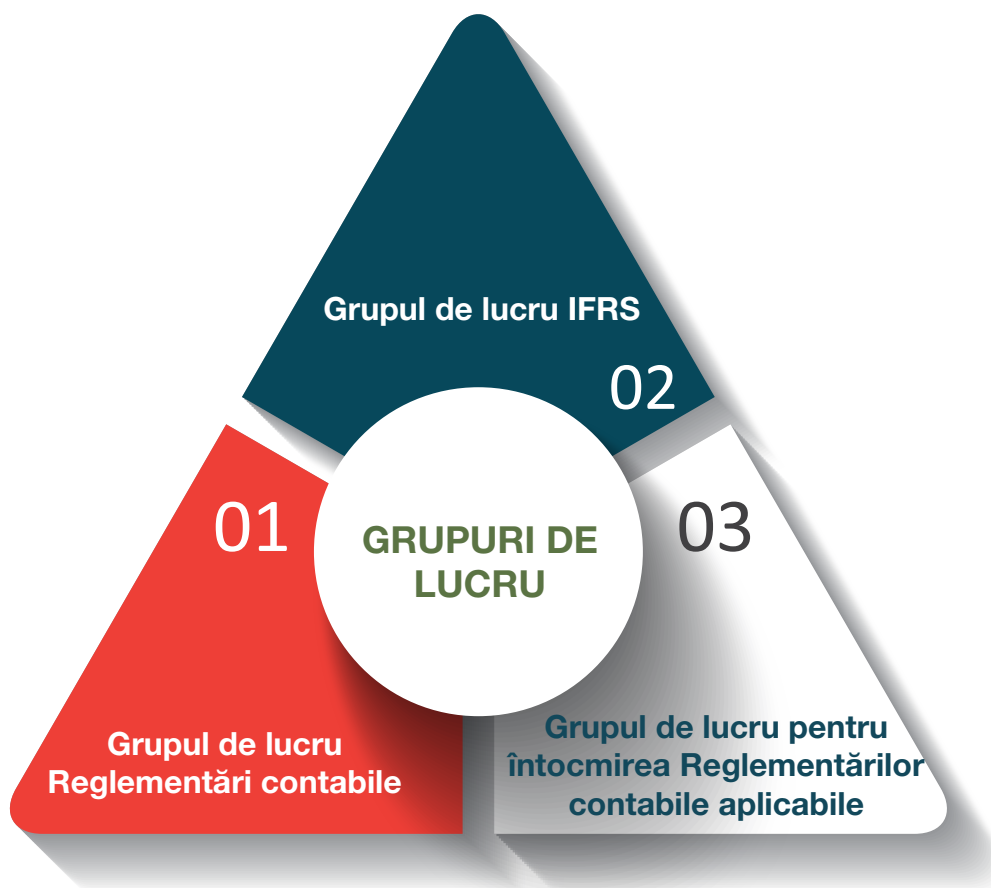 Grupul de lucru IFRS
02
01
GRUPURI DE
LUCRU
03
Grupul de lucru
Reglementări contabile
Grupul de lucru pentru
întocmirea Reglementărilor
contabile aplicabile